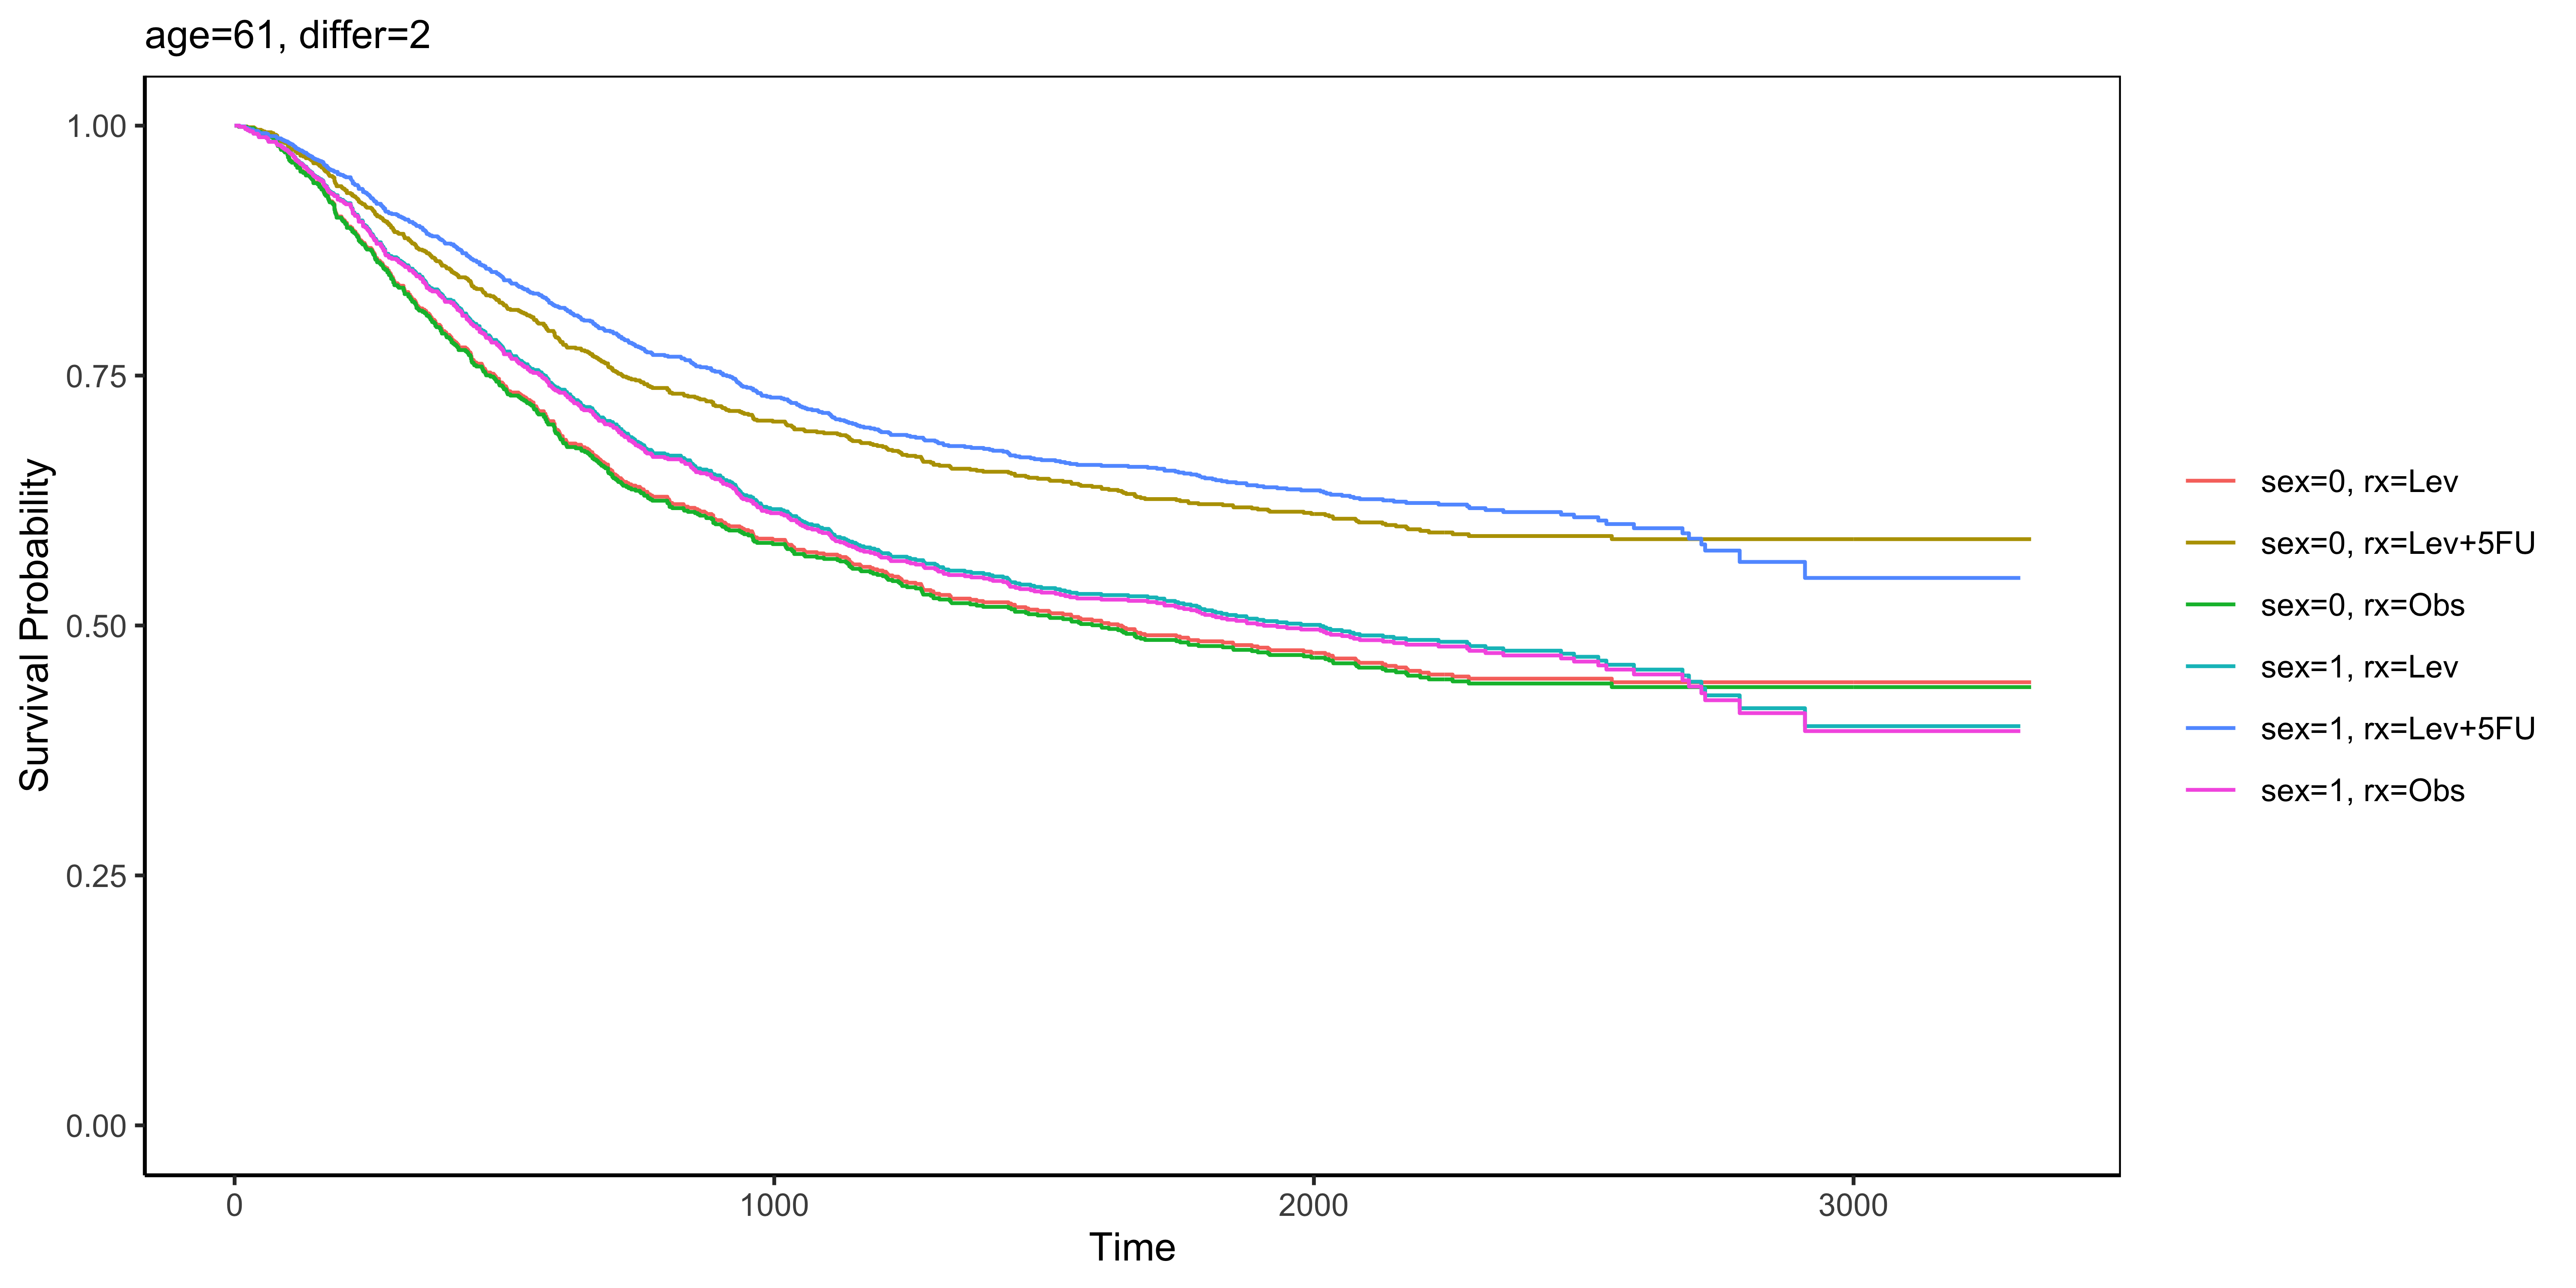 age=61, differ=2
Survival Probability
1.00
0.75
0.50
0.25
0.00
0
1000
2000
3000
Time
sex=0, rx=Lev
sex=0, rx=Lev+5FU
sex=0, rx=Obs
sex=1, rx=Lev
sex=1, rx=Lev+5FU
sex=1, rx=Obs